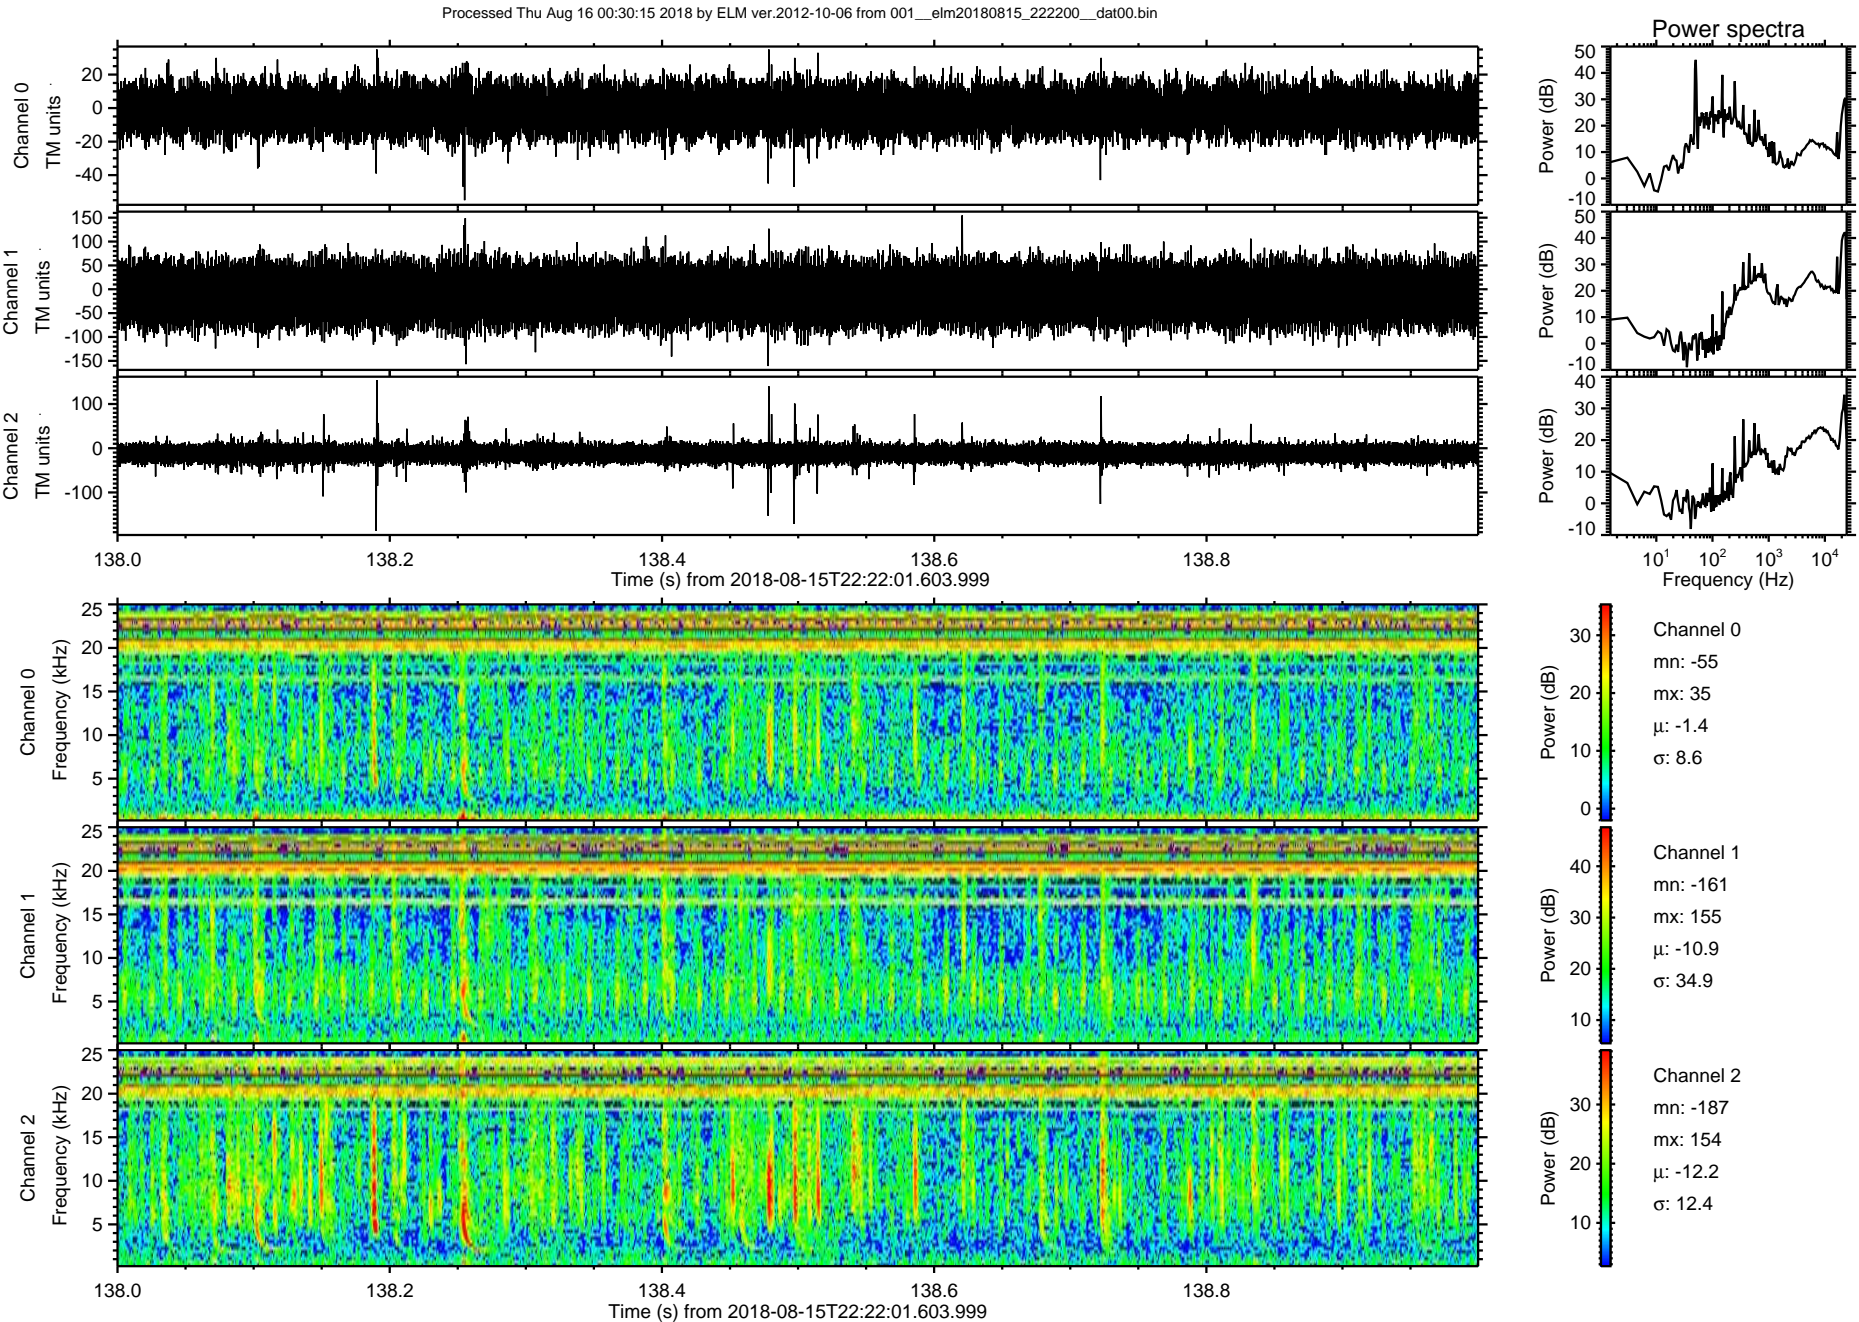 Processed Thu Aug 16 00:30:15 2018 by ELM ver.2012-10-06 from 001__elm20180815_222200__dat00.bin
Power spectra
Channel 0
TM units
20
0
-20
-40
Power (dB)
50
40
30
20
10
0
-10
Channel 1
TM units
150
100
50
0
-50
-100
-150
Power (dB)
50
40
30
20
10
0
-10
Channel 2
TM units
100
0
-100
Power (dB)
40
30
20
10
0
-10
138.0 138.2 138.4 138.6 138.8
Time (s) from 2018-08-15T22:22:01.603.999
10^1 10^2 10^3 10^4
Frequency (Hz)
Channel 0
Frequency (kHz)
25
20
15
10
5
Power (dB)
30
20
10
0
Channel 0
mn: -55
mx: 35
μ: -1.4
σ: 8.6
Channel 1
Frequency (kHz)
25
20
15
10
5
Power (dB)
40
30
20
10
Channel 1
mn: -161
mx: 155
μ: -10.9
σ: 34.9
Channel 2
Frequency (kHz)
25
20
15
10
5
Power (dB)
30
20
10
Channel 2
mn: -187
mx: 154
μ: -12.2
σ: 12.4
138.0 138.2 138.4 138.6 138.8
Time (s) from 2018-08-15T22:22:01.603.999